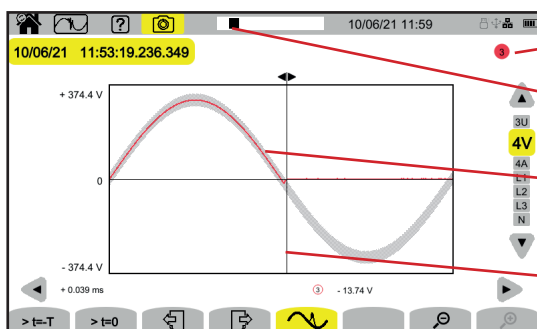 ? 10/06/21 11:59
10/06/21 11:53:19.236.349
3
+ 374.4 V
3U
4V
4A
0
L1
L2
L3
N
- 374.4 V
+ 0.039 ms 3 - 13.74 V
> t=-T > t=0